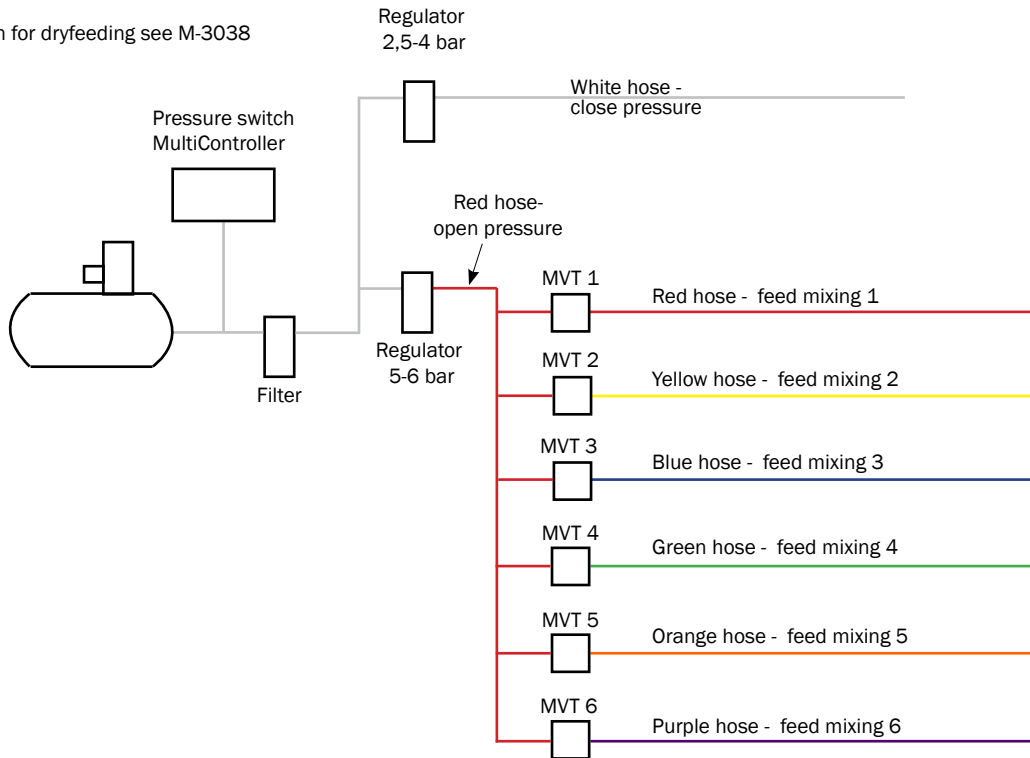 for dryfeeding see M-3038
Regulator
2,5-4 bar
White hose -
close pressure
Pressure switch
MultiController
Red hose-
open pressure
Regulator
5-6 bar
Filter
MVT 1
Red hose - feed mixing 1
MVT 2
Yellow hose - feed mixing 2
MVT 3
Blue hose - feed mixing 3
MVT 4
Green hose - feed mixing 4
MVT 5
Orange hose - feed mixing 5
MVT 6
Purple hose - feed mixing 6